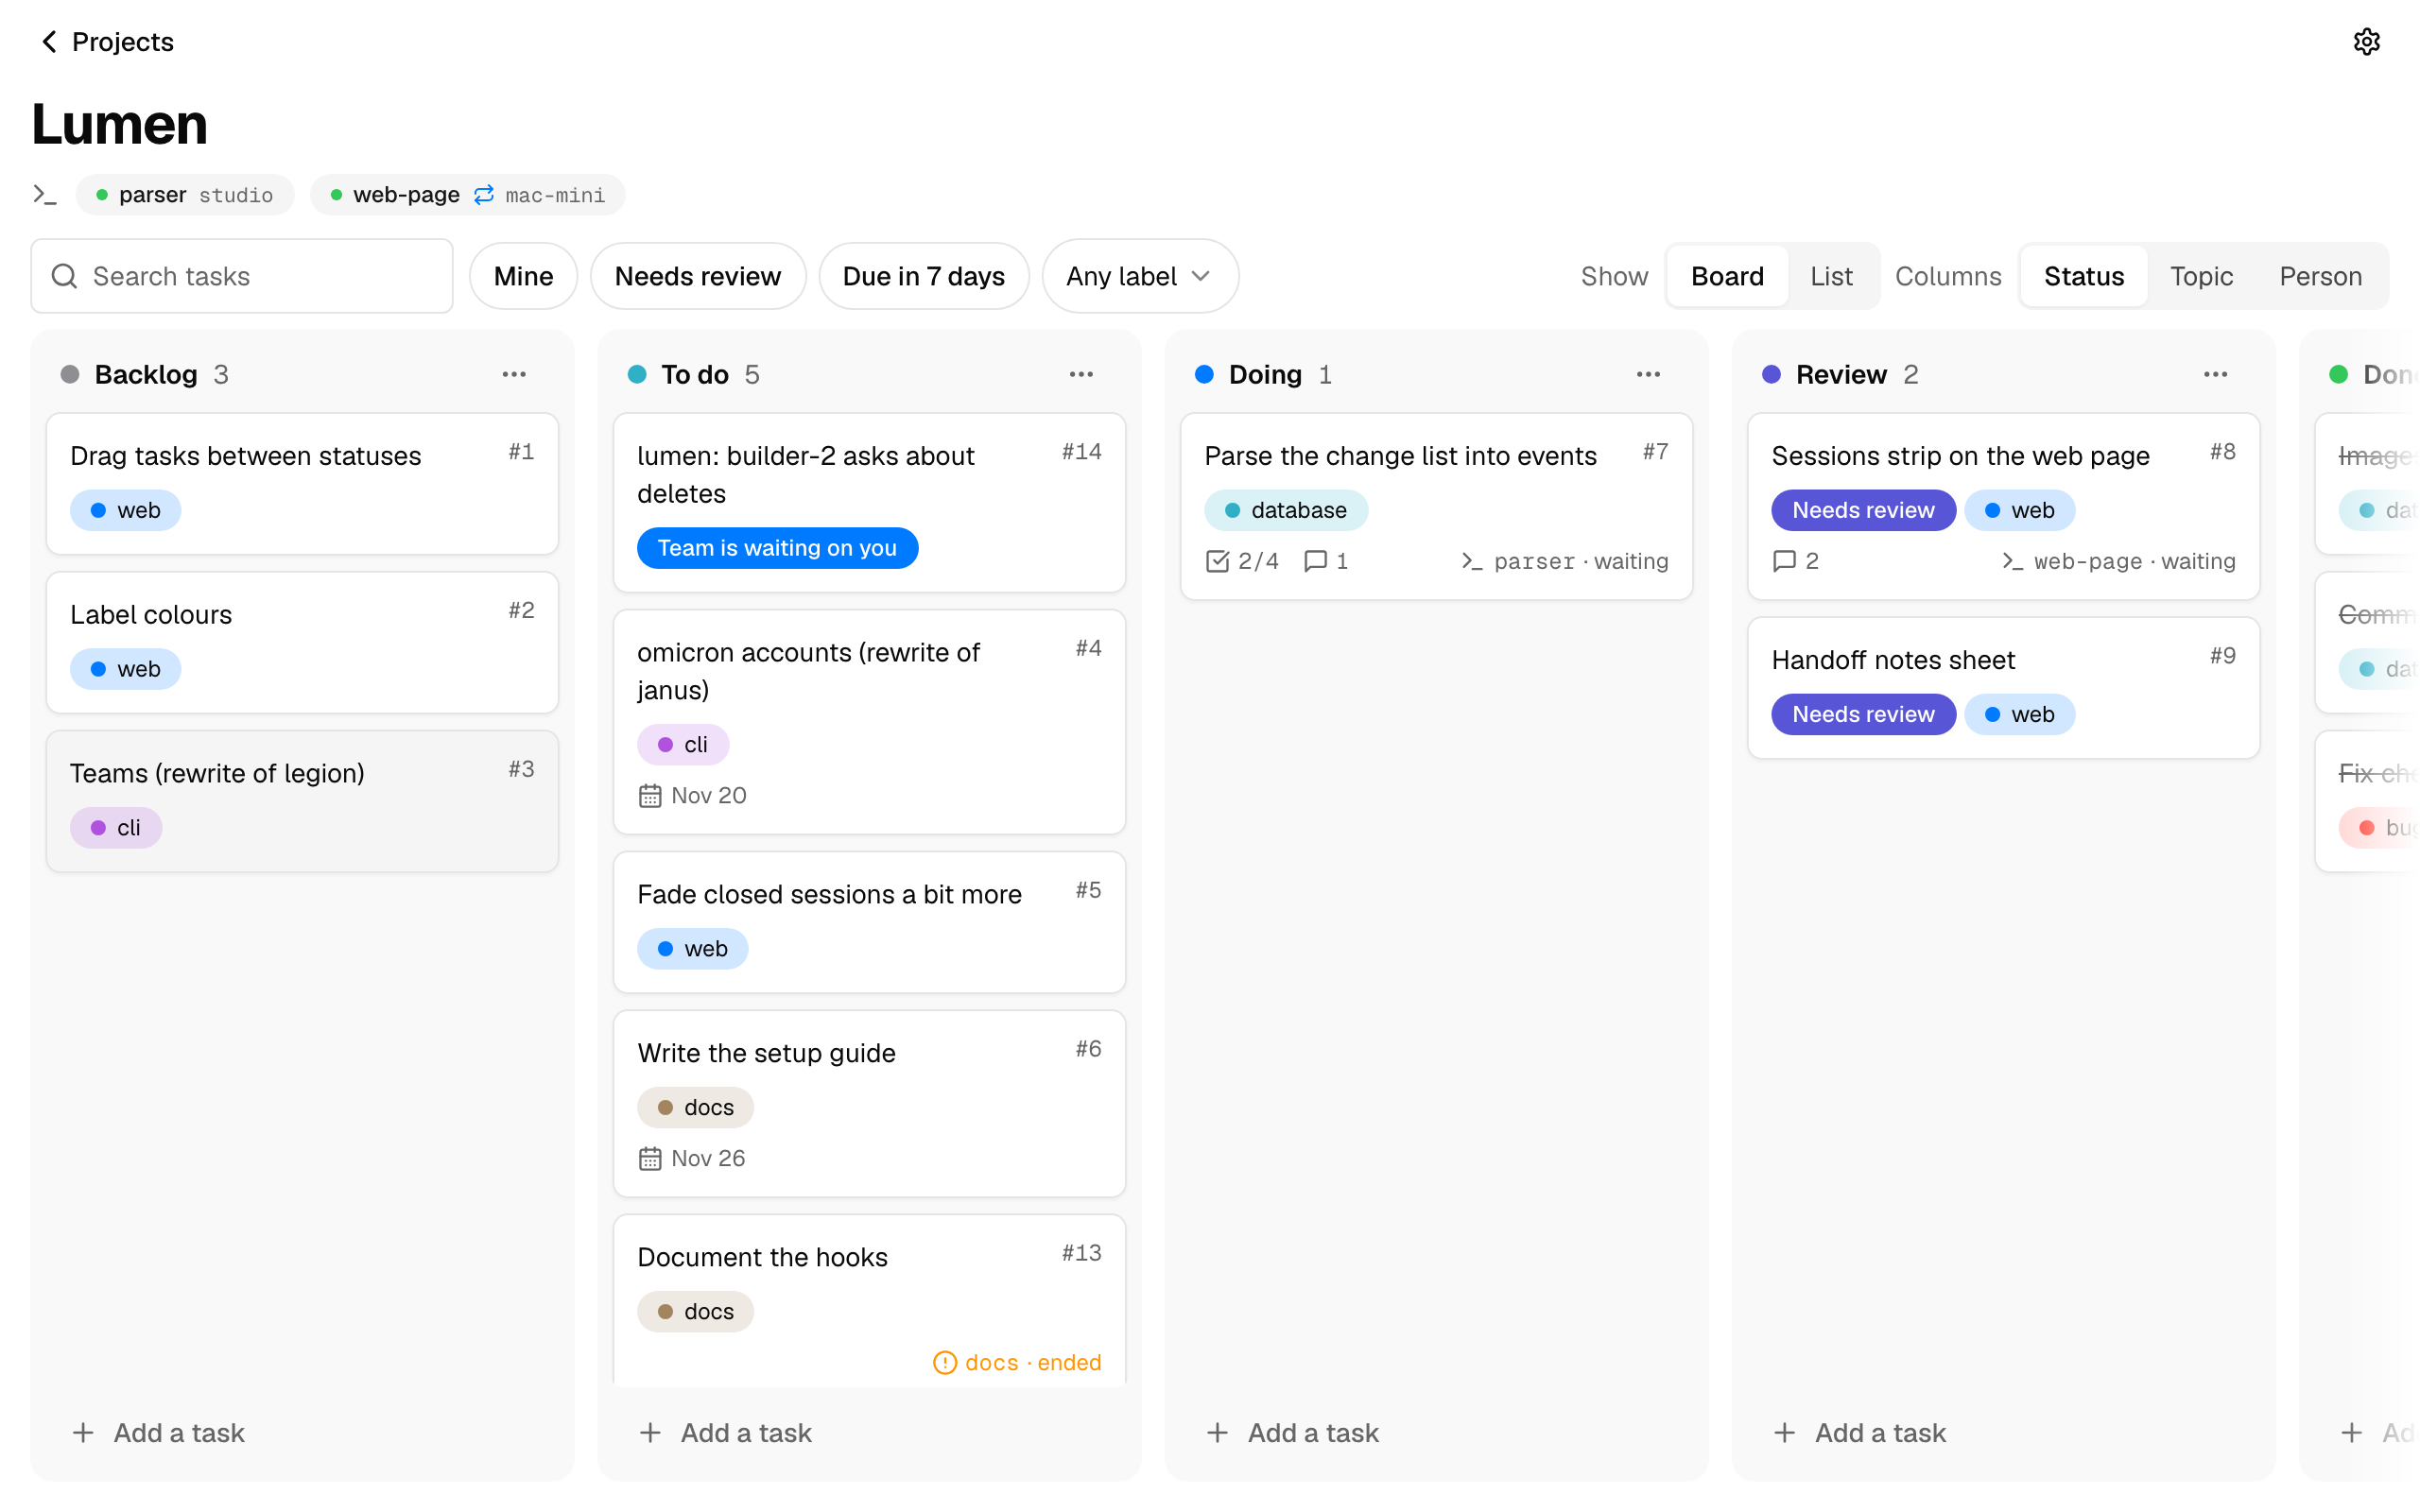 Projects
Lumen
parser studio
web-page mac-mini
Search tasks
Mine
Needs review
Due in 7 days
Any label
Show
Board
List
Columns
Status
Topic
Person
Backlog 3
Drag tasks between statuses #1
web
Label colours #2
web
Teams (rewrite of legion) #3
cli
Add a task
To do 5
lumen: builder-2 asks about #14
deletes
Team is waiting on you
omicron accounts (rewrite of #4
janus)
cli
Nov 20
Fade closed sessions a bit more #5
web
Write the setup guide #6
docs
Nov 26
Document the hooks #13
docs
docs · ended
Add a task
Doing 1
Parse the change list into events #7
database
2/4 1 parser · waiting
Add a task
Review 2
Sessions strip on the web page #8
Needs review web
2 web-page · waiting
Handoff notes sheet #9
Needs review web
Add a task
Fix